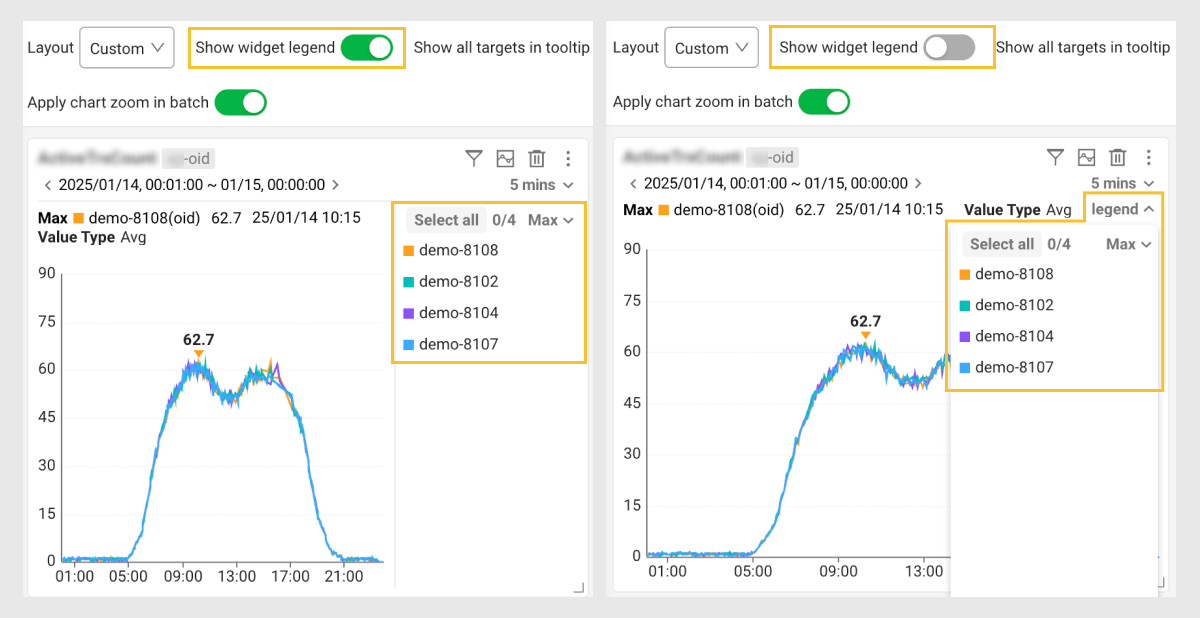 Layout Custom Show widget legend Show all targets in tooltip
Apply chart zoom in batch
-oid
2025/01/14, 00:01:00 ~ 01/15, 00:00:00
5 mins
Max demo-8108(oid) 62.7 25/01/14 10:15
Value Type Avg
Select all 0/4 Max
demo-8108
demo-8102
demo-8104
demo-8107
90
75
60
45
30
15
0
62.7
01:00 05:00 09:00 13:00 17:00 21:00
Layout Custom Show widget legend Show all targets in tooltip
Apply chart zoom in batch
-oid
2025/01/14, 00:01:00 ~ 01/15, 00:00:00
5 mins
Max demo-8108(oid) 62.7 25/01/14 10:15 Value Type Avg legend
Select all 0/4 Max
demo-8108
demo-8102
demo-8104
demo-8107
90
75
60
45
30
15
0
62.7
01:00 05:00 09:00 13:00